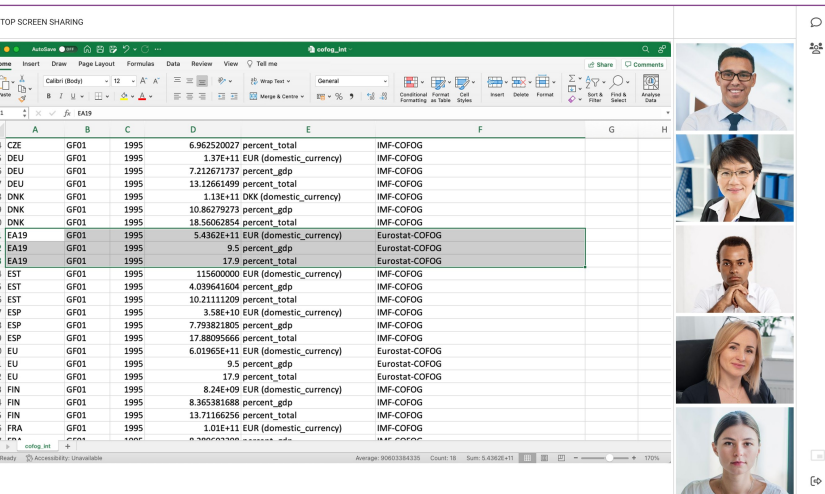 TOP SCREEN SHARING
AutoSave OFF cofog_int
Home Insert Draw Page Layout Formulas Data Review View Tell me Share Comments
Paste Calibri (Body) 12 A^ A˅ Wrap Text General Conditional Formatting Format as Table Cell Styles Insert Delete Format Sort & Filter Find & Select Analyse Data
B I U A Merge & Centre % 9
fx EA19
A B C D E F G H
CZE GF01 1995 6.962520027 percent_total IMF-COFOG
DEU GF01 1995 1.37E+11 EUR (domestic_currency) IMF-COFOG
DEU GF01 1995 7.212671737 percent_gdp IMF-COFOG
DEU GF01 1995 13.12661499 percent_total IMF-COFOG
DNK GF01 1995 1.13E+11 DKK (domestic_currency) IMF-COFOG
DNK GF01 1995 10.86279273 percent_gdp IMF-COFOG
DNK GF01 1995 18.56062854 percent_total IMF-COFOG
EA19 GF01 1995 5.4362E+11 EUR (domestic_currency) Eurostat-COFOG
EA19 GF01 1995 9.5 percent_gdp Eurostat-COFOG
EA19 GF01 1995 17.9 percent_total Eurostat-COFOG
EST GF01 1995 115600000 EUR (domestic_currency) IMF-COFOG
EST GF01 1995 4.039641604 percent_gdp IMF-COFOG
EST GF01 1995 10.21111209 percent_total IMF-COFOG
ESP GF01 1995 3.58E+10 EUR (domestic_currency) IMF-COFOG
ESP GF01 1995 7.793821805 percent_gdp IMF-COFOG
ESP GF01 1995 17.88095666 percent_total IMF-COFOG
EU GF01 1995 6.01965E+11 EUR (domestic_currency) Eurostat-COFOG
EU GF01 1995 9.5 percent_gdp Eurostat-COFOG
EU GF01 1995 17.9 percent_total Eurostat-COFOG
FIN GF01 1995 8.24E+09 EUR (domestic_currency) IMF-COFOG
FIN GF01 1995 8.365381688 percent_gdp IMF-COFOG
FIN GF01 1995 13.71166256 percent_total IMF-COFOG
FRA GF01 1995 1.01E+11 EUR (domestic_currency) IMF-COFOG
cofog_int +
Ready Accessibility: Unavailable Average: 90603384335 Count: 18 Sum: 5.4362E+11 170%